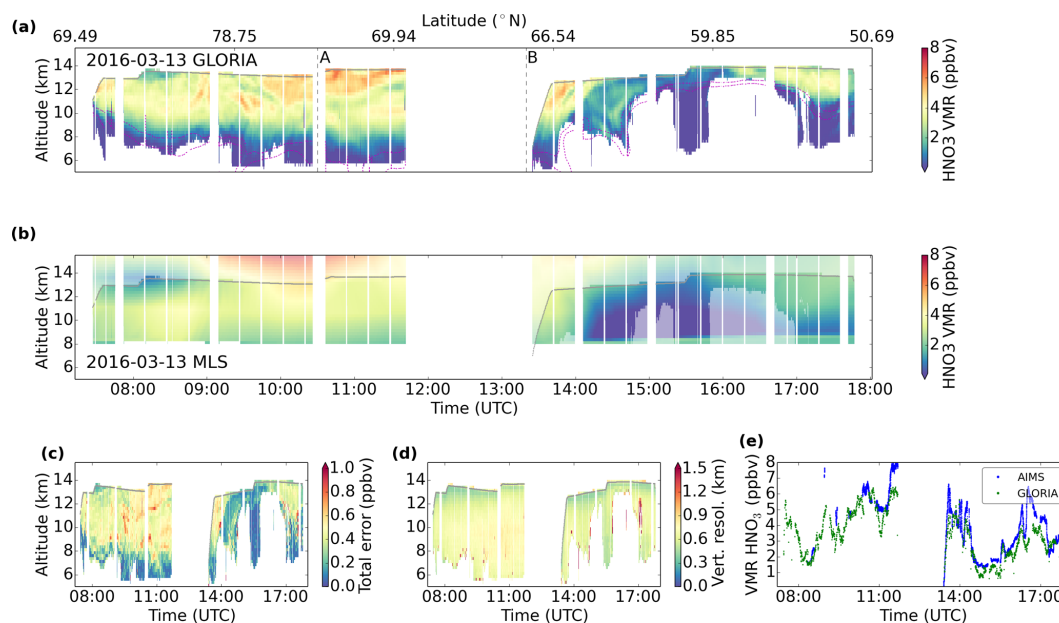 Latitude (°N)
69.49 78.75 69.94 66.54 59.85 50.69
(a)
2016-03-13 GLORIA
A
B
Altitude (km)
14
12
10
8
6
HNO3 VMR (ppbv)
8
6
4
2
0
(b)
2016-03-13 MLS
Altitude (km)
14
12
10
8
6
08:00 09:00 10:00 11:00 12:00 13:00 14:00 15:00 16:00 17:00 18:00
Time (UTC)
HNO3 VMR (ppbv)
8
6
4
2
0
(c)
Altitude (km)
14
12
10
8
6
08:00 11:00 14:00 17:00
Time (UTC)
Total error (ppbv)
1.0
0.8
0.6
0.4
0.2
0.0
(d)
Altitude (km)
14
12
10
8
6
08:00 11:00 14:00 17:00
Time (UTC)
Vert. resol. (km)
1.5
1.2
0.9
0.6
0.3
0.0
(e)
VMR HNO₃ (ppbv)
8
7
6
5
4
3
2
1
AIMS
GLORIA
08:00 11:00 14:00 17:00
Time (UTC)